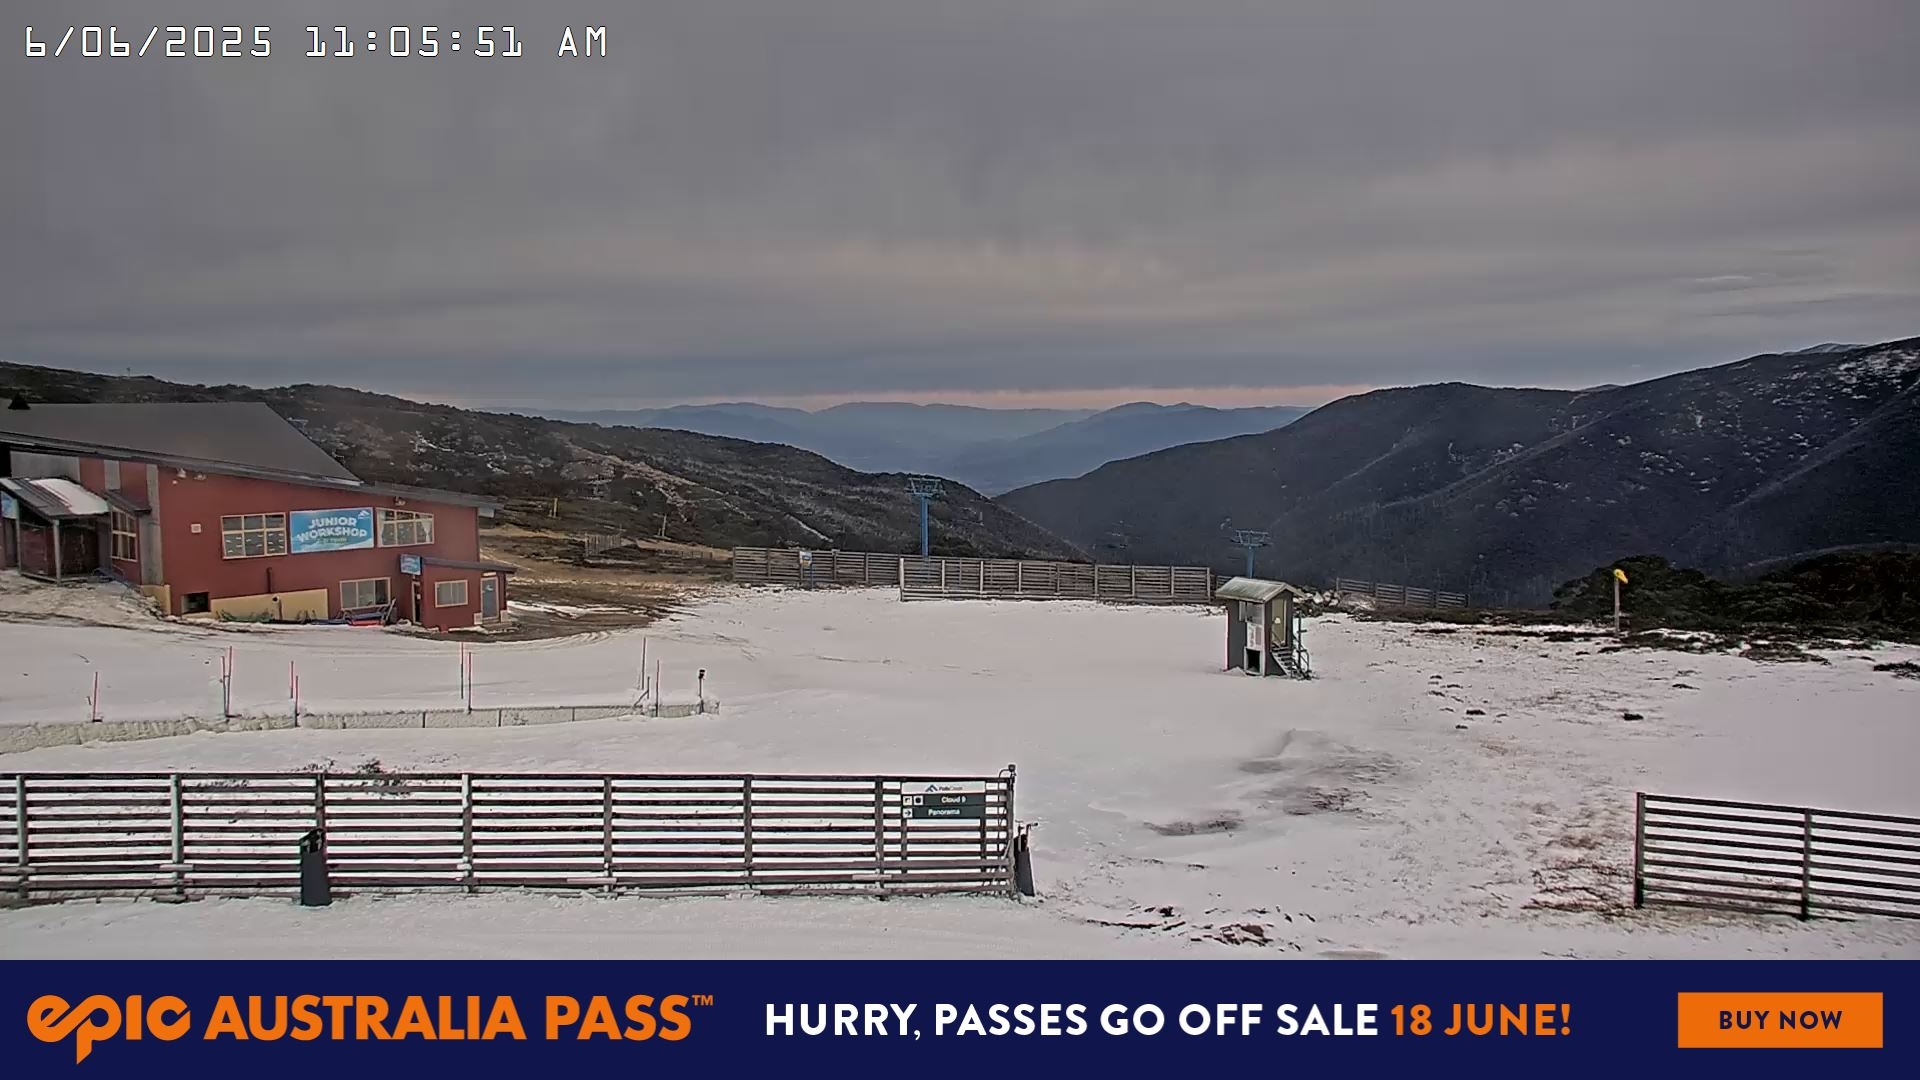 6/06/2025 11:05:51 AM
JUNIOR
WORKSHOP
FallsCreek
Cloud 9
Panorama
epic AUSTRALIA PASS™
HURRY, PASSES GO OFF SALE 18 JUNE!
BUY NOW